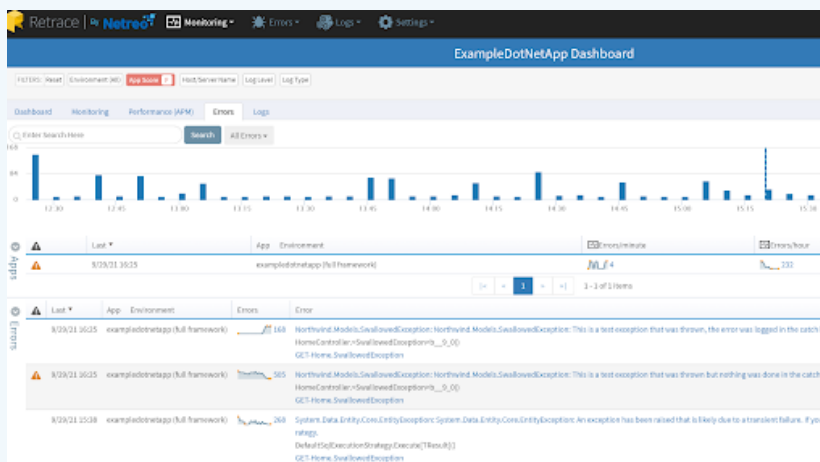 Retrace | By Netreo Monitoring Errors Logs Settings
ExampleDotNetApp Dashboard
FILTERS: Reset Environment (All) App Score Host/Server Name Log Level Log Type
Dashboard Monitoring Performance (APM) Errors Logs
Enter Search Here Search All Errors
168
84
0
12:30 12:45 13:15 13:30 14:00 14:15 14:30 14:45 15:00 15:15 15:30
Last App Environment Errors/minute Errors/hour
Apps
9/29/21 16:25 exampledotnetapp (full framework) 4 232
|« « 1 » »| 1 - 1 of 1 items
Last App Environment Errors Error
Errors
9/29/21 16:25 exampledotnetapp (full framework) 168 Northwind.Models.SwallowedException: Northwind.Models.SwallowedException: This is a test exception that was thrown, the error was logged in the catch
HomeController.<SwallowedException>b__9_0()
GET-Home.SwallowedException
9/29/21 16:25 exampledotnetapp (full framework) 505 Northwind.Models.SwallowedException: Northwind.Models.SwallowedException: This is a test exception that was thrown but nothing was done in the catch
HomeController.<SwallowedException>b__9_0()
GET-Home.SwallowedException
9/29/21 15:38 exampledotnetapp (full framework) 268 System.Data.Entity.Core.EntityException: System.Data.Entity.Core.EntityException: An exception has been raised that is likely due to a transient failure. If you
rategy.
DefaultSqlExecutionStrategy.Execute[TResult]()
GET-Home.SwallowedException